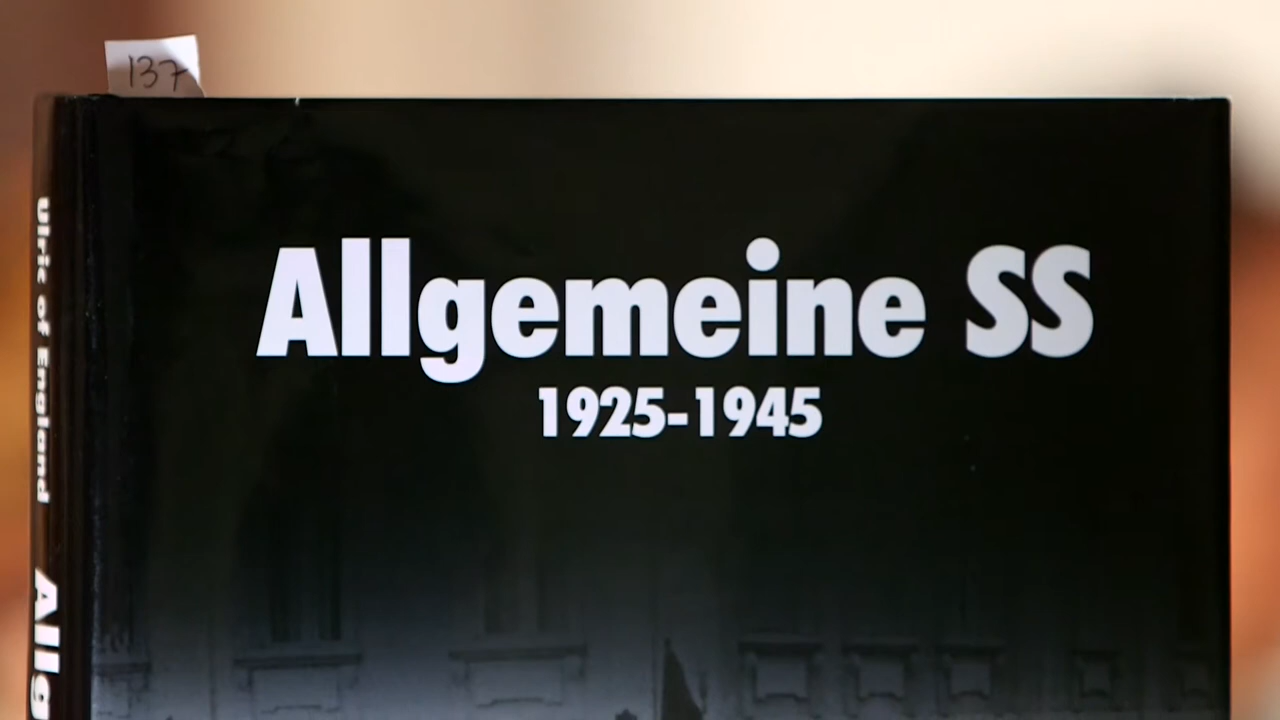 137
Allgemeine SS
1925-1945
Ulric of England
Allg